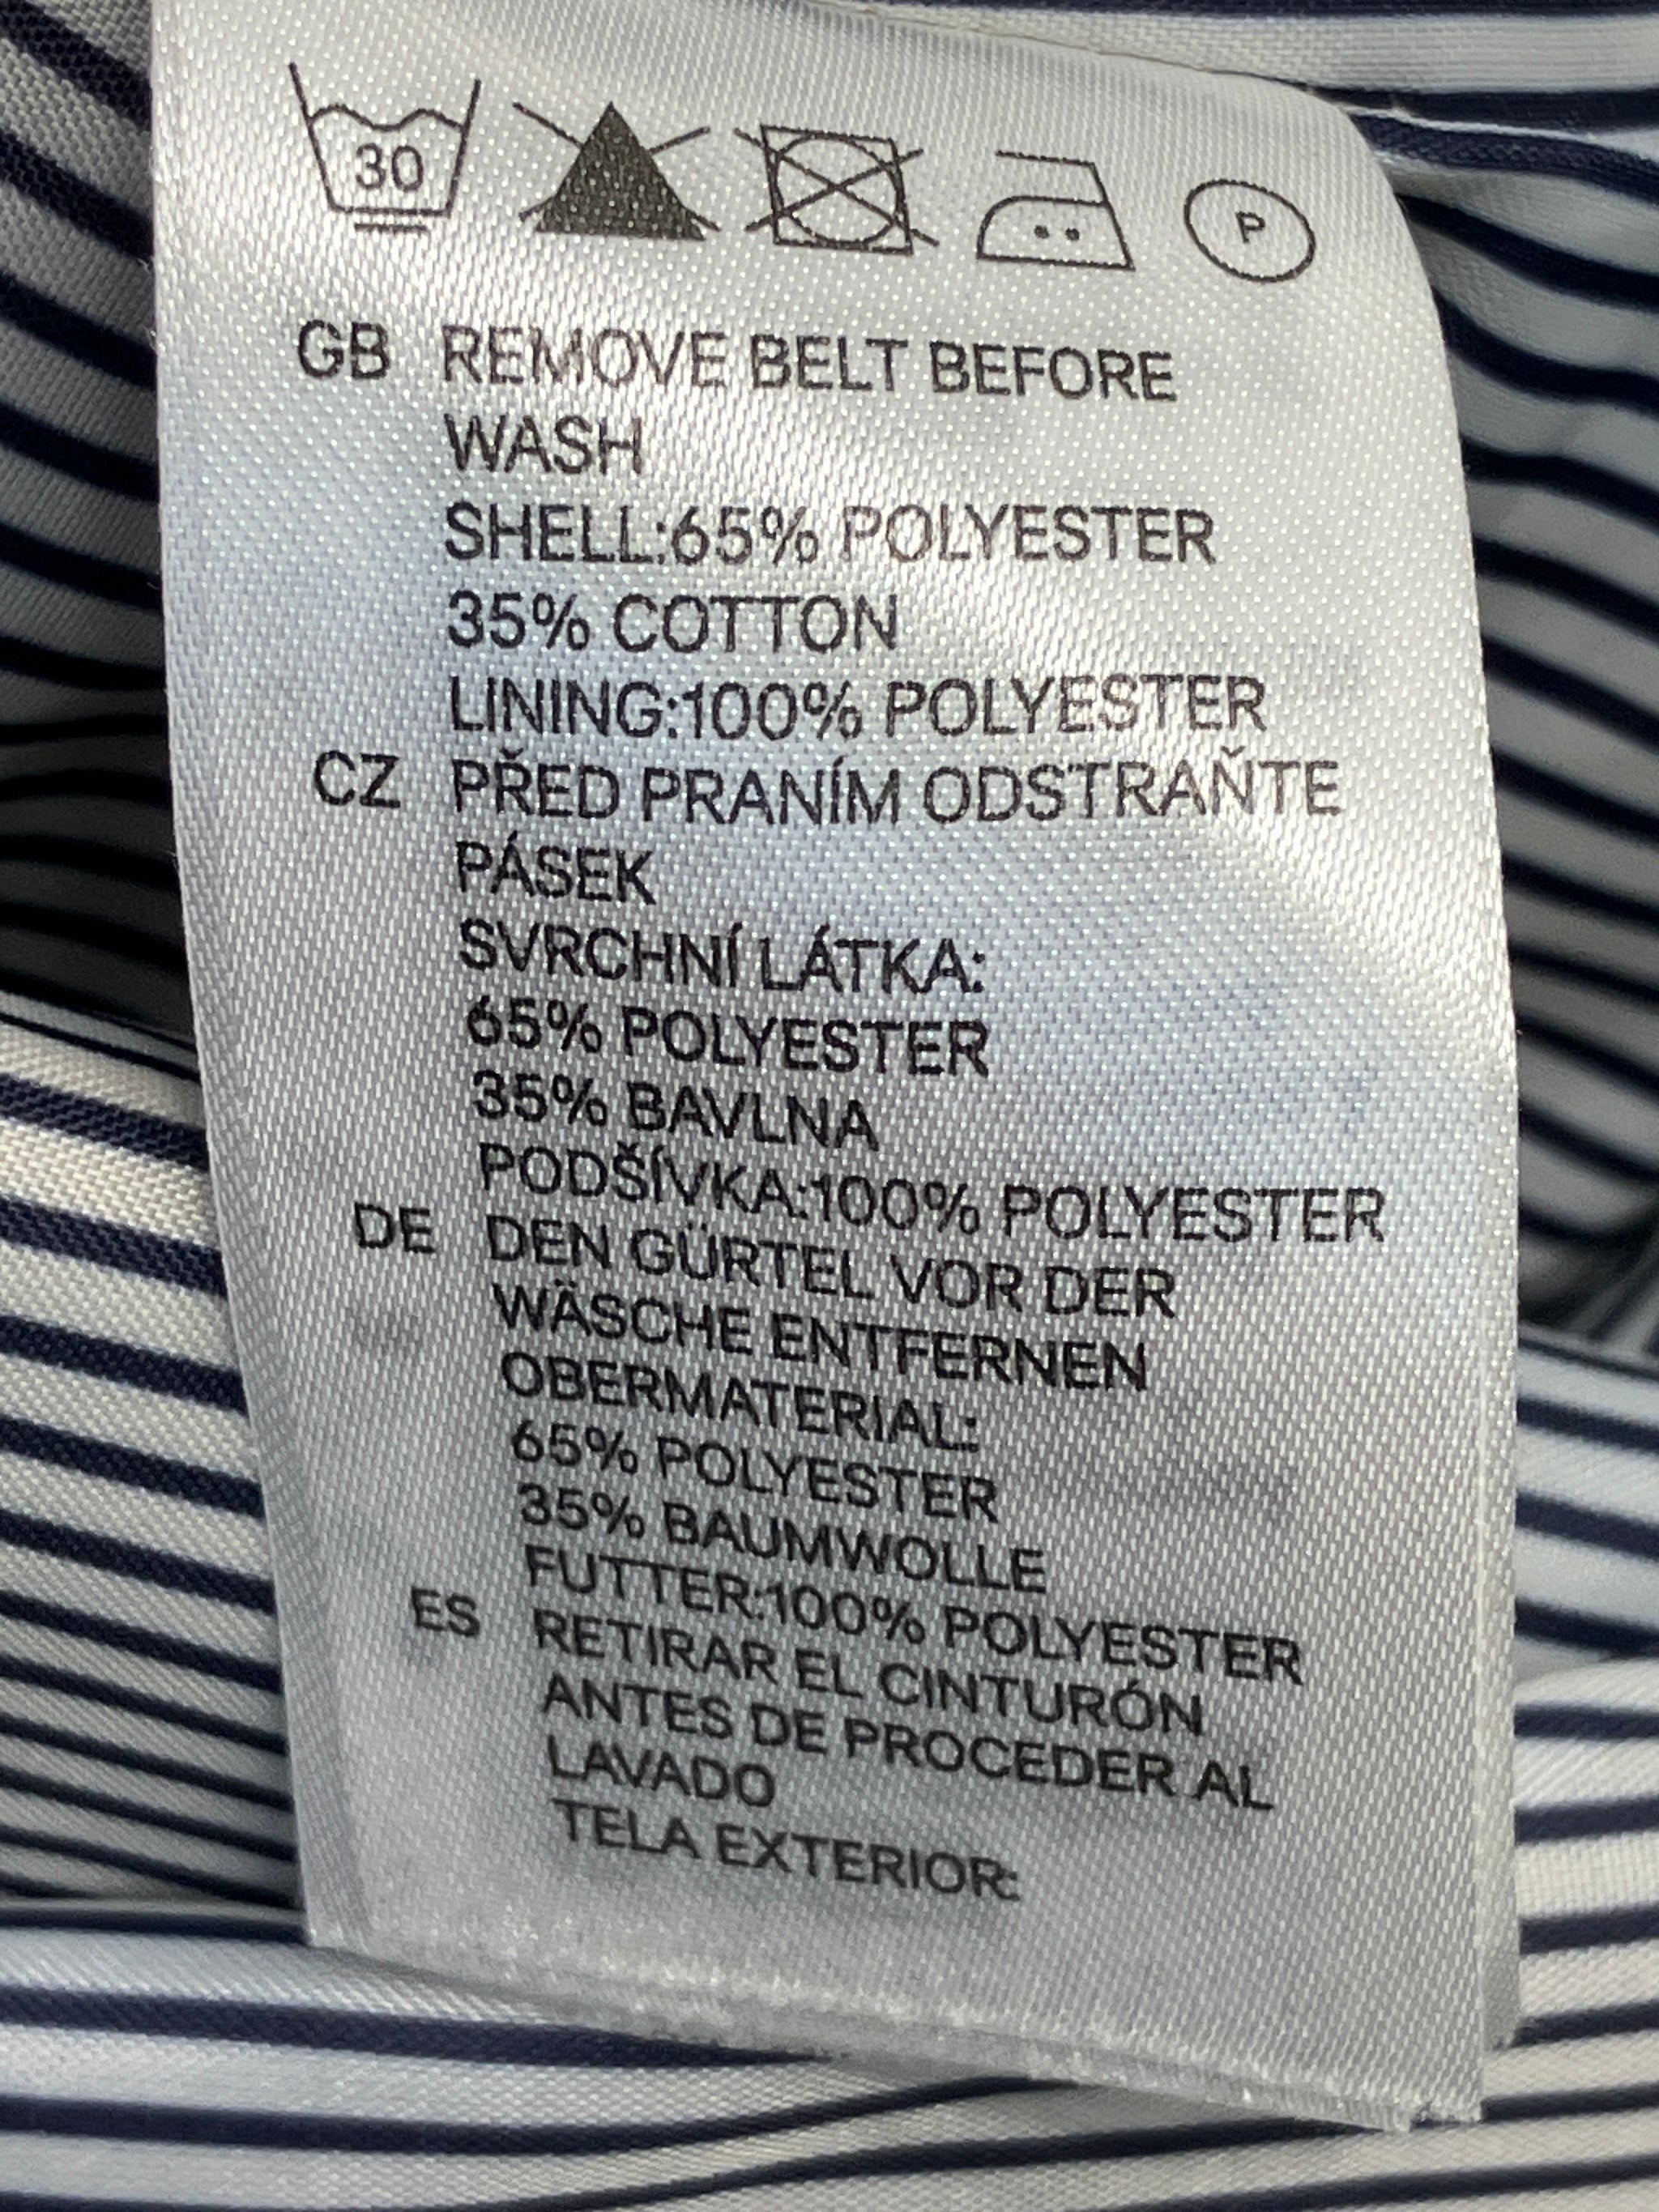 30
P
GB REMOVE BELT BEFORE
WASH
SHELL:65% POLYESTER
35% COTTON
LINING:100% POLYESTER
CZ PŘED PRANÍM ODSTRAŇTE
PÁSEK
SVRCHNÍ LÁTKA:
65% POLYESTER
35% BAVLNA
PODŠÍVKA:100% POLYESTER
DE DEN GÜRTEL VOR DER
WÄSCHE ENTFERNEN
OBERMATERIAL:
65% POLYESTER
35% BAUMWOLLE
FUTTER:100% POLYESTER
ES RETIRAR EL CINTURÓN
ANTES DE PROCEDER AL
LAVADO
TELA EXTERIOR: